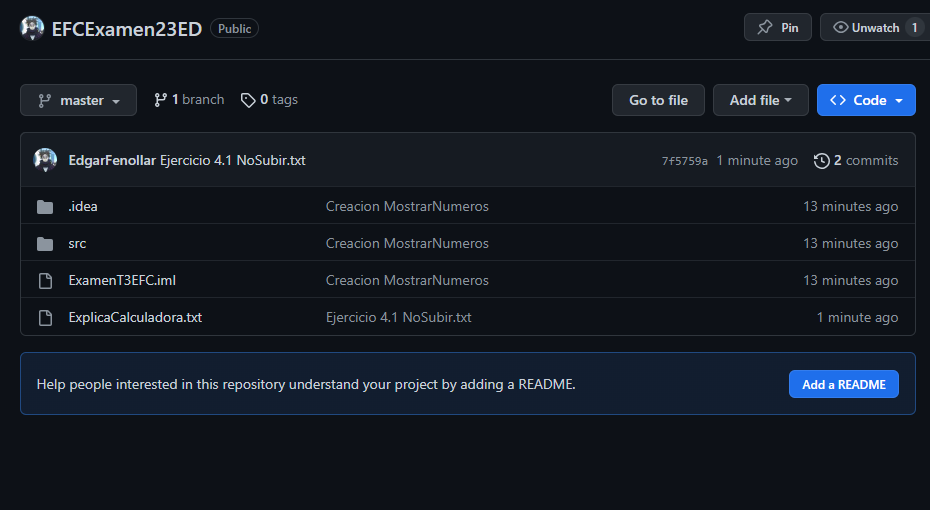 EFCExamen23ED Public Pin Unwatch 1
master 1 branch 0 tags Go to file Add file <> Code
EdgarFenollar Ejercicio 4.1 NoSubir.txt 7f5759a 1 minute ago 2 commits
.idea Creacion MostrarNumeros 13 minutes ago
src Creacion MostrarNumeros 13 minutes ago
ExamenT3EFC.iml Creacion MostrarNumeros 13 minutes ago
ExplicaCalculadora.txt Ejercicio 4.1 NoSubir.txt 1 minute ago
Help people interested in this repository understand your project by adding a README. Add a README